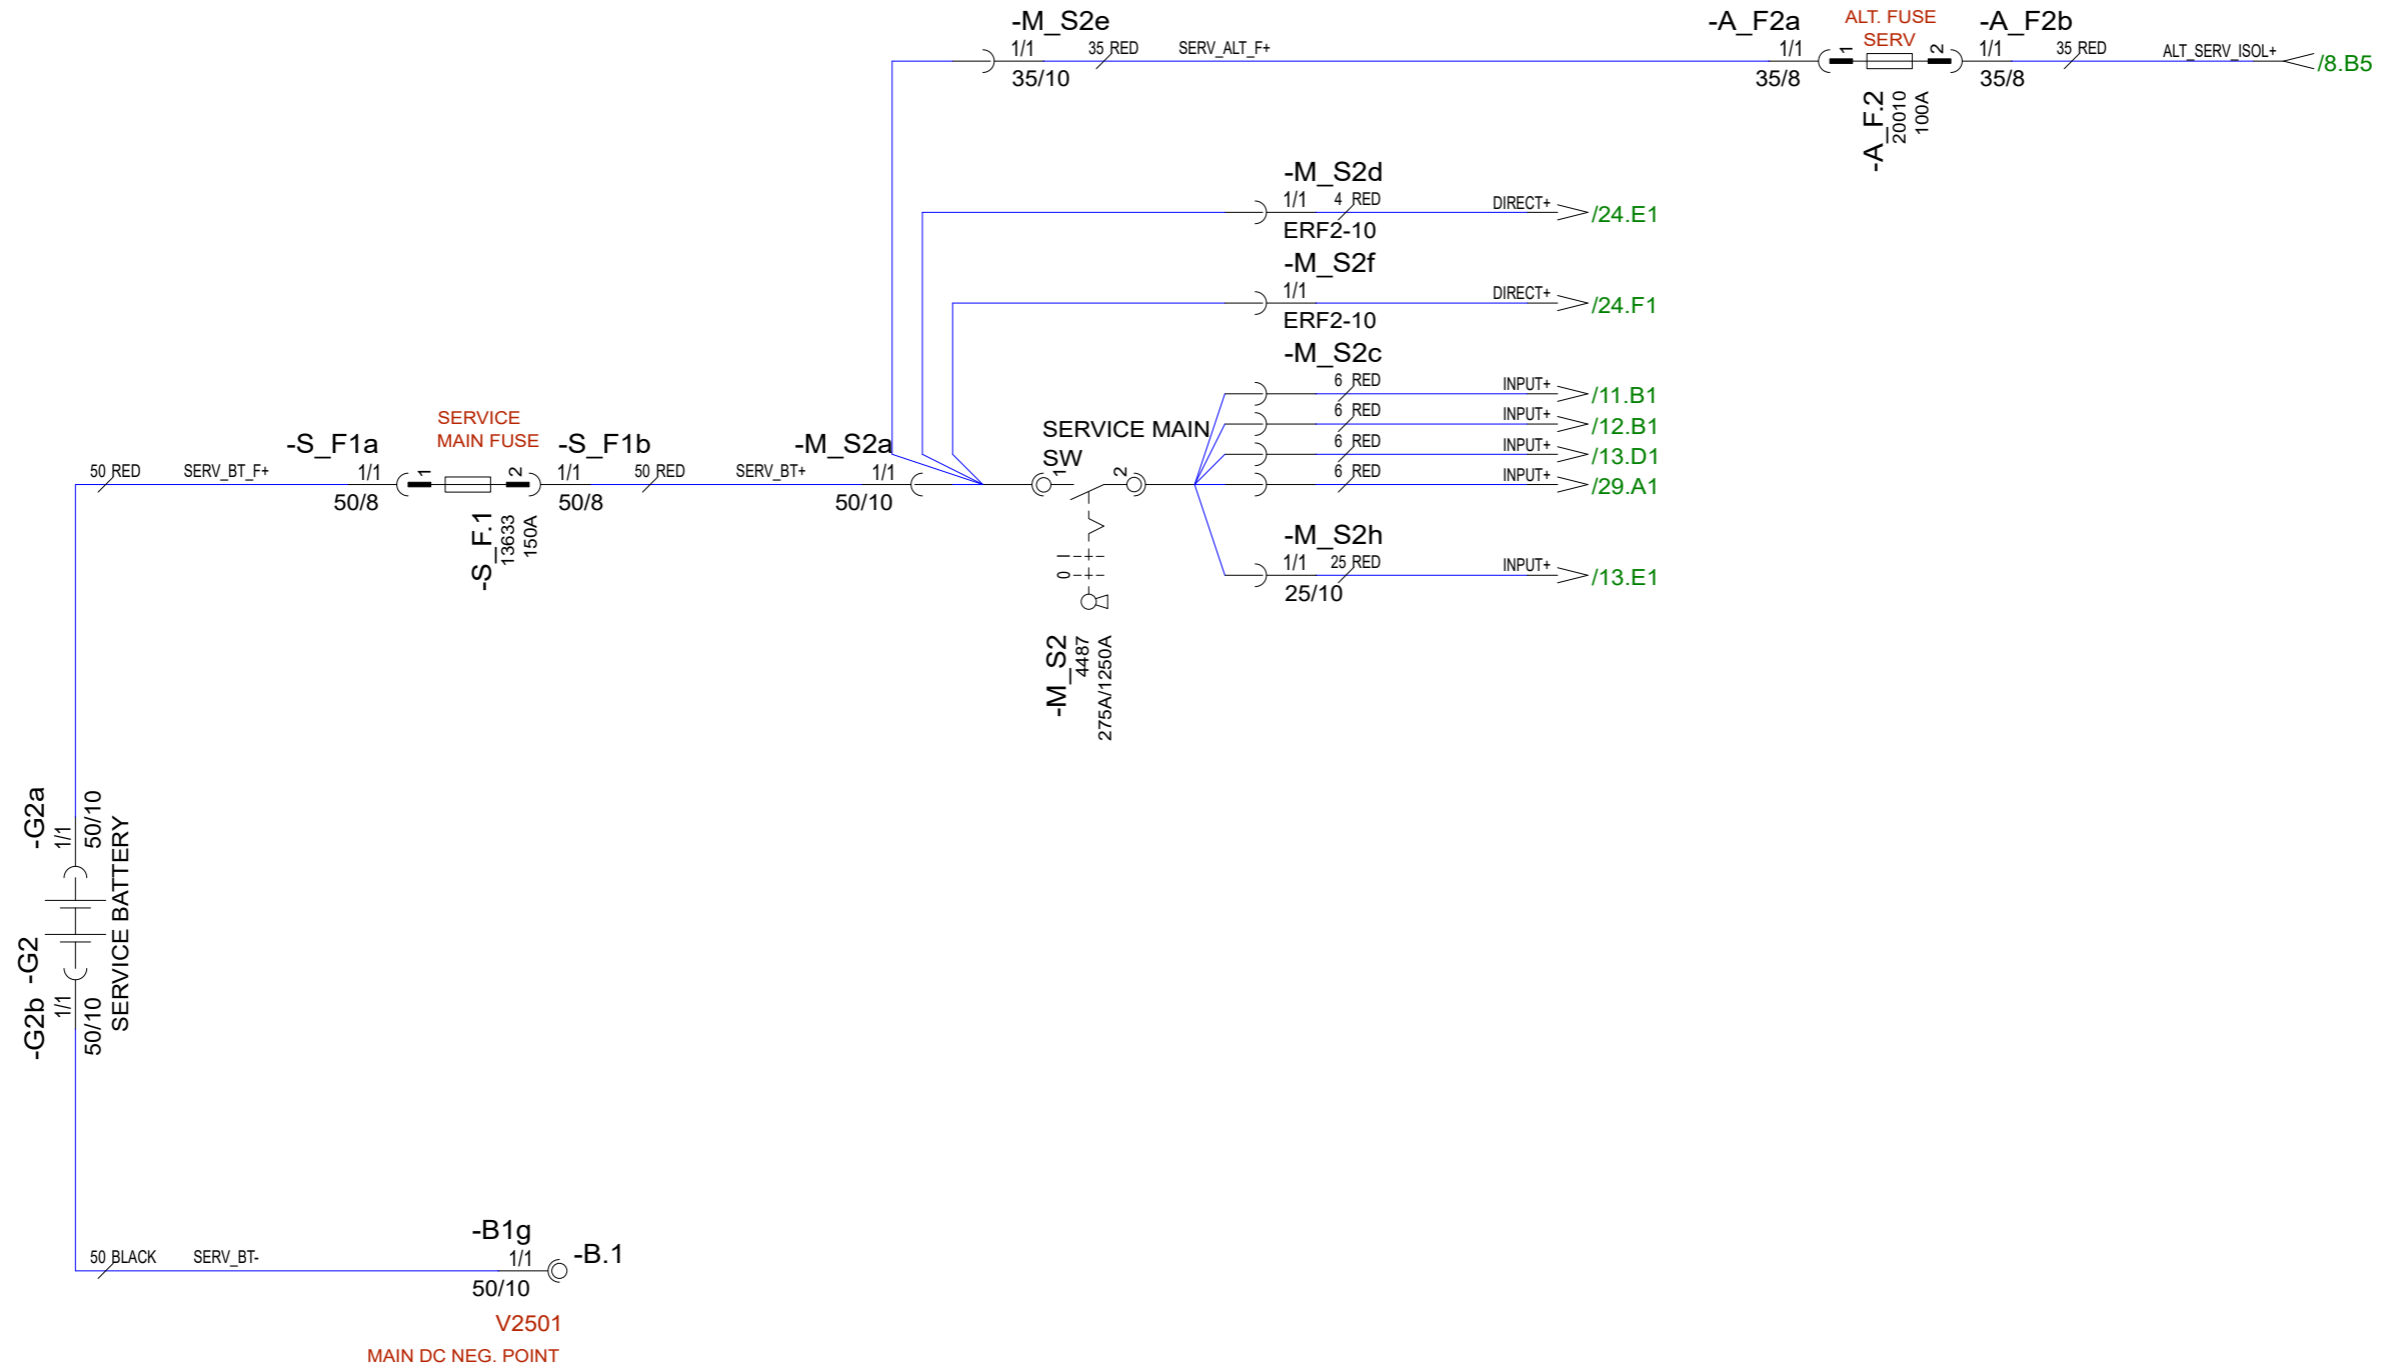 -M_S2e
1/1
35 RED
SERV_ALT_F+
35/10
-A_F2a
1/1
35/8
ALT. FUSE
SERV
1
2
-A_F.2
20010
100A
-A_F2b
1/1
35 RED
ALT_SERV_ISOL+
35/8
/8.B5
-M_S2d
1/1
4 RED
DIRECT+
/24.E1
ERF2-10
-M_S2f
1/1
DIRECT+
/24.F1
ERF2-10
-M_S2c
6 RED
INPUT+
/11.B1
6 RED
INPUT+
/12.B1
6 RED
INPUT+
/13.D1
6 RED
INPUT+
/29.A1
-M_S2h
1/1
25 RED
INPUT+
/13.E1
25/10
50 RED
SERV_BT_F+
-S_F1a
1/1
50/8
SERVICE
MAIN FUSE
1
2
-S_F.1
13633
150A
-S_F1b
1/1
50/8
50 RED
SERV_BT+
-M_S2a
1/1
50/10
SERVICE MAIN
SW
1
2
I
0
-M_S2
4487
275A/1250A
-G2a
1/1
50/10
-G2
SERVICE BATTERY
-G2b
1/1
50/10
50 BLACK
SERV_BT-
-B1g
1/1
50/10
-B.1
V2501
MAIN DC NEG. POINT